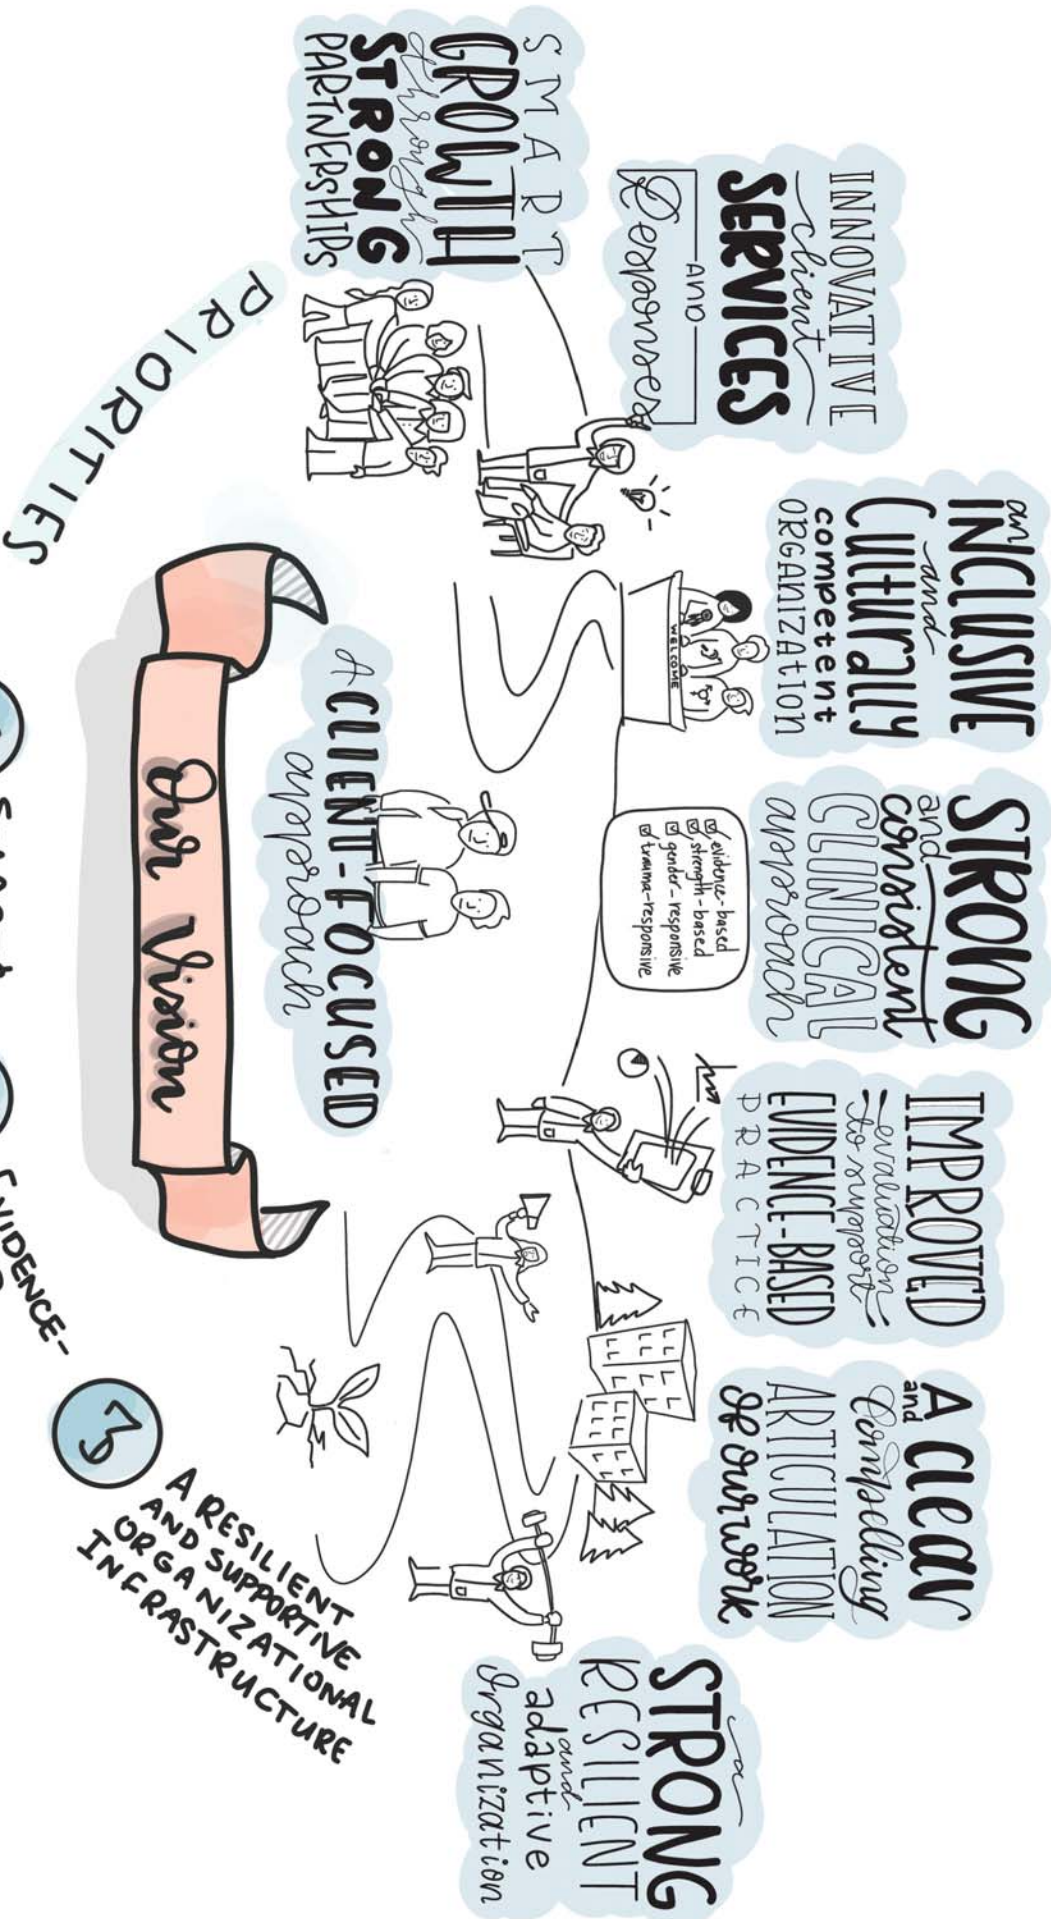 SMART
GROWTH
through
STRONG
PARTNERSHIPS
INNOVATIVE
client
SERVICES
AND
Responses
an
INCLUSIVE
and
CULTURALLY
competent
ORGANIZATION
WELCOME
STRONG
and
consistent
CLINICAL
approach
evidence-based
strength-based
gender-responsive
trauma-responsive
IMPROVED
evaluation
to support
EVIDENCE-BASED
PRACTICE
A Clear
and
Compelling
ARTICULATION
OF our work
a
STRONG
RESILIENT
and
adaptive
Organization
A CLIENT-FOCUSED
approach
Our Vision
PRIORITIES
EVIDENCE-
A RESILIENT
AND SUPPORTIVE
ORGANIZATIONAL
INFRASTRUCTURE